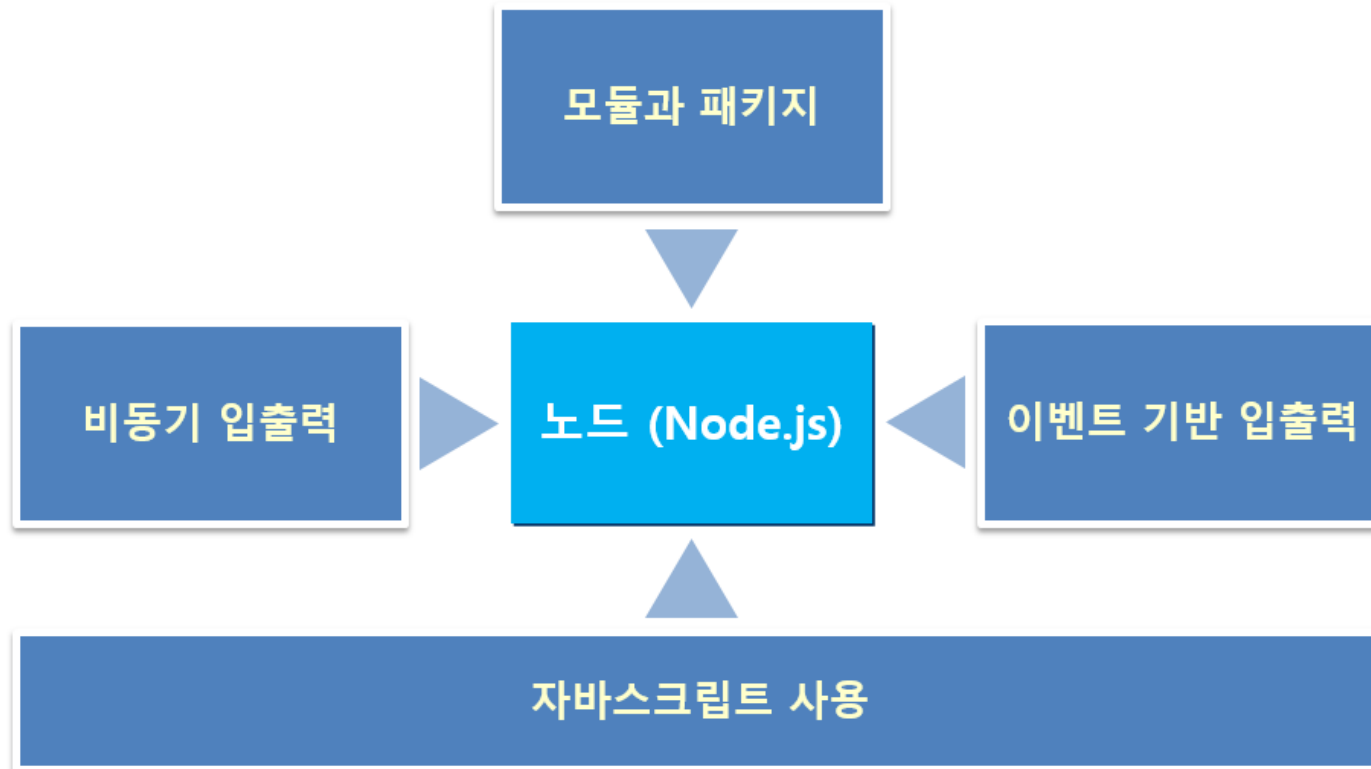 모듈과 패키지
비동기 입출력
노드 (Node.js)
이벤트 기반 입출력
자바스크립트 사용